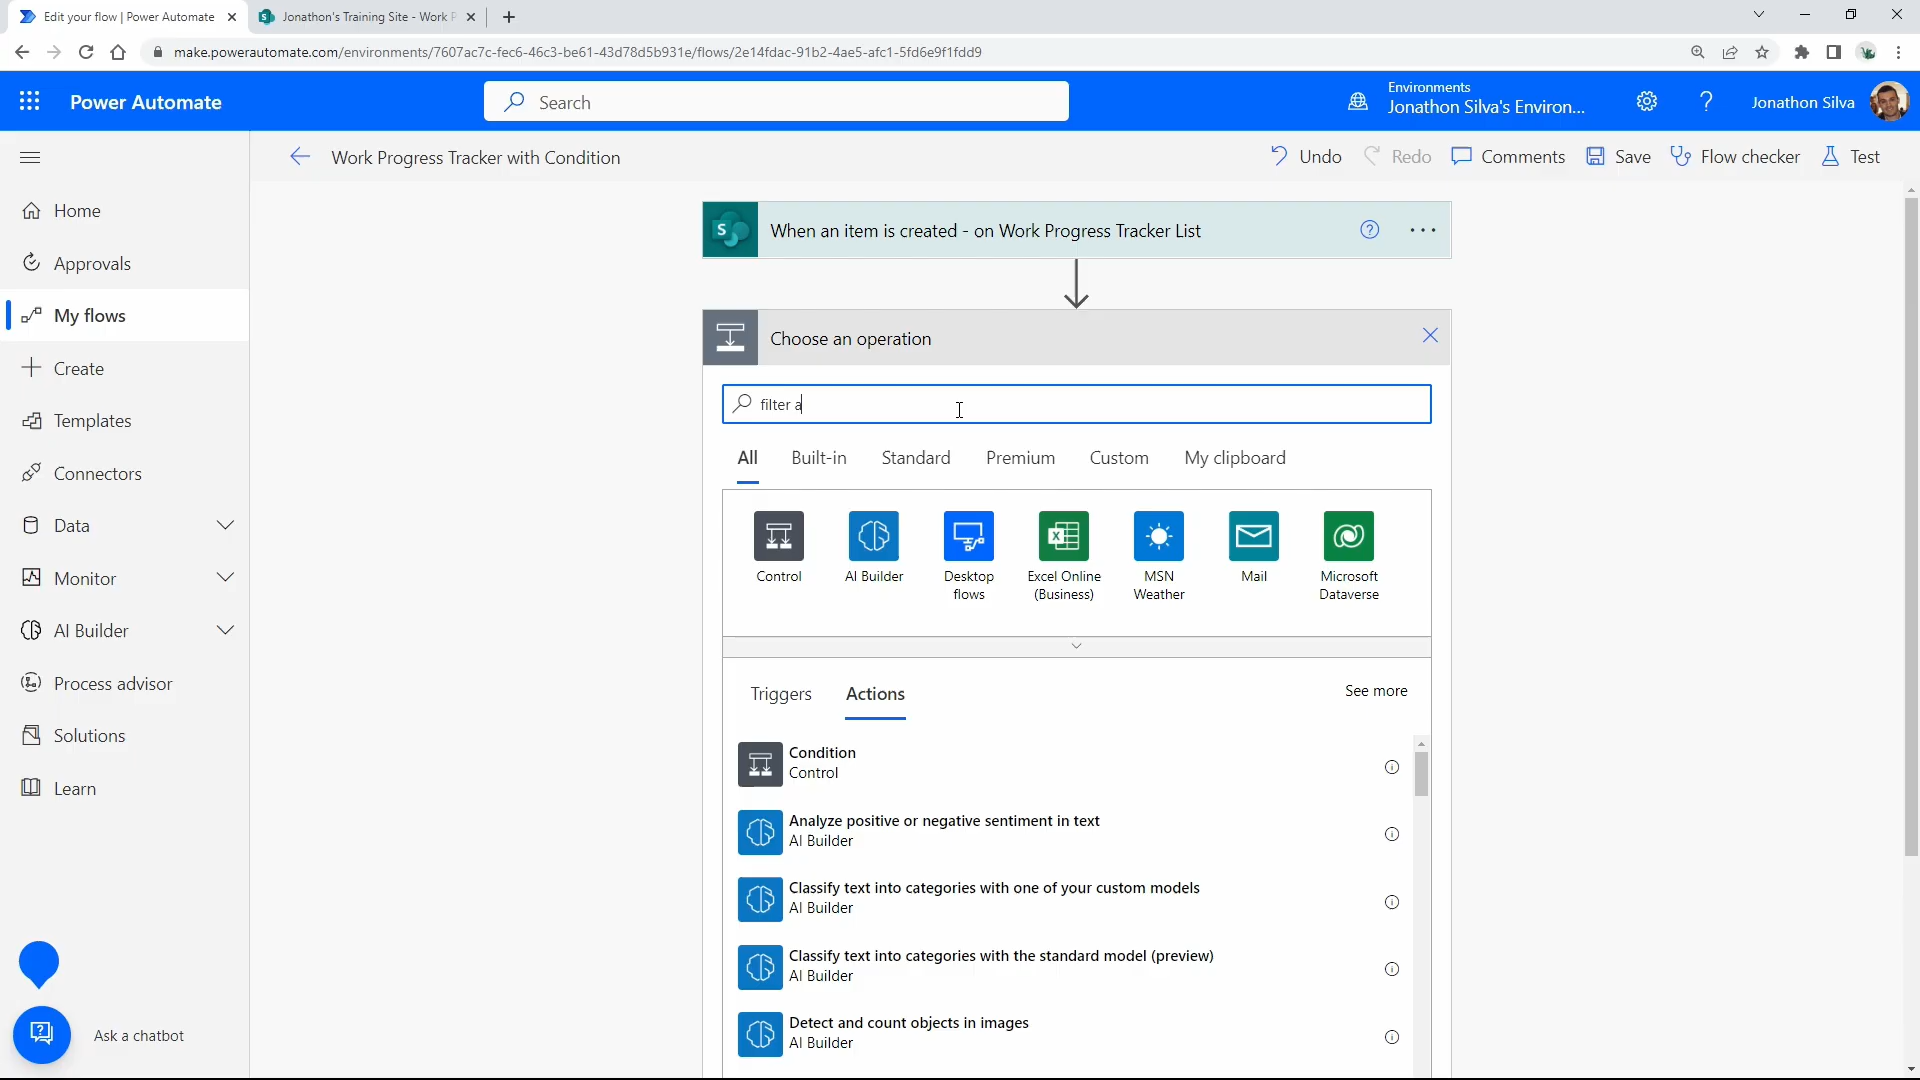 Edit your flow | Power Automate
Jonathon's Training Site - Work P
make.powerautomate.com/environments/7607ac7c-fec6-46c3-be61-43d78d5b931e/flows/2e14fdac-91b2-4ae5-afc1-5fd6e9f1fdd9
Power Automate
Search
Environments
Jonathon Silva's Environ...
Jonathon Silva
Work Progress Tracker with Condition
Undo
Redo
Comments
Save
Flow checker
Test
Home
Approvals
My flows
Create
Templates
Connectors
Data
Monitor
AI Builder
Process advisor
Solutions
Learn
Ask a chatbot
When an item is created - on Work Progress Tracker List
Choose an operation
filter a
All
Built-in
Standard
Premium
Custom
My clipboard
Control
AI Builder
Desktop
flows
Excel Online
(Business)
MSN
Weather
Mail
Microsoft
Dataverse
Triggers
Actions
See more
Condition
Control
Analyze positive or negative sentiment in text
AI Builder
Classify text into categories with one of your custom models
AI Builder
Classify text into categories with the standard model (preview)
AI Builder
Detect and count objects in images
AI Builder